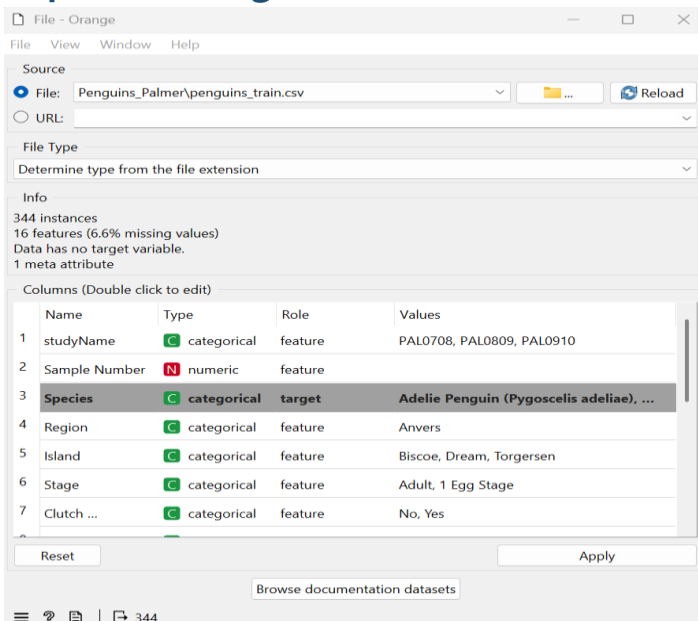 File - Orange
File View Window Help
Source
File: Penguins_Palmer\penguins_train.csv ... Reload
URL:
File Type
Determine type from the file extension
Info
344 instances
16 features (6.6% missing values)
Data has no target variable.
1 meta attribute
Columns (Double click to edit)
Name Type Role Values
1 studyName C categorical feature PAL0708, PAL0809, PAL0910
2 Sample Number N numeric feature
3 Species C categorical target Adelie Penguin (Pygoscelis adeliae), ...
4 Region C categorical feature Anvers
5 Island C categorical feature Biscoe, Dream, Torgersen
6 Stage C categorical feature Adult, 1 Egg Stage
7 Clutch ... C categorical feature No, Yes
Reset Apply
Browse documentation datasets
? 344